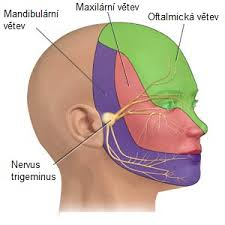 Maxilární větev
Mandibulární
větev
Oftalmická větev
Nervus
trigeminus